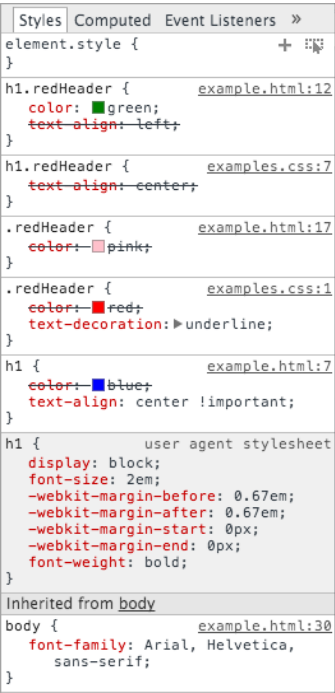 Styles Computed Event Listeners »
element.style {
}
h1.redHeader { example.html:12
color: green;
text-align: left;
}
h1.redHeader { examples.css:7
text-align: center;
}
.redHeader { example.html:17
color: pink;
}
.redHeader { examples.css:1
color: red;
text-decoration: underline;
}
h1 { example.html:7
color: blue;
text-align: center !important;
}
h1 { user agent stylesheet
display: block;
font-size: 2em;
-webkit-margin-before: 0.67em;
-webkit-margin-after: 0.67em;
-webkit-margin-start: 0px;
-webkit-margin-end: 0px;
font-weight: bold;
}
Inherited from body
body { example.html:30
font-family: Arial, Helvetica,
sans-serif;
}